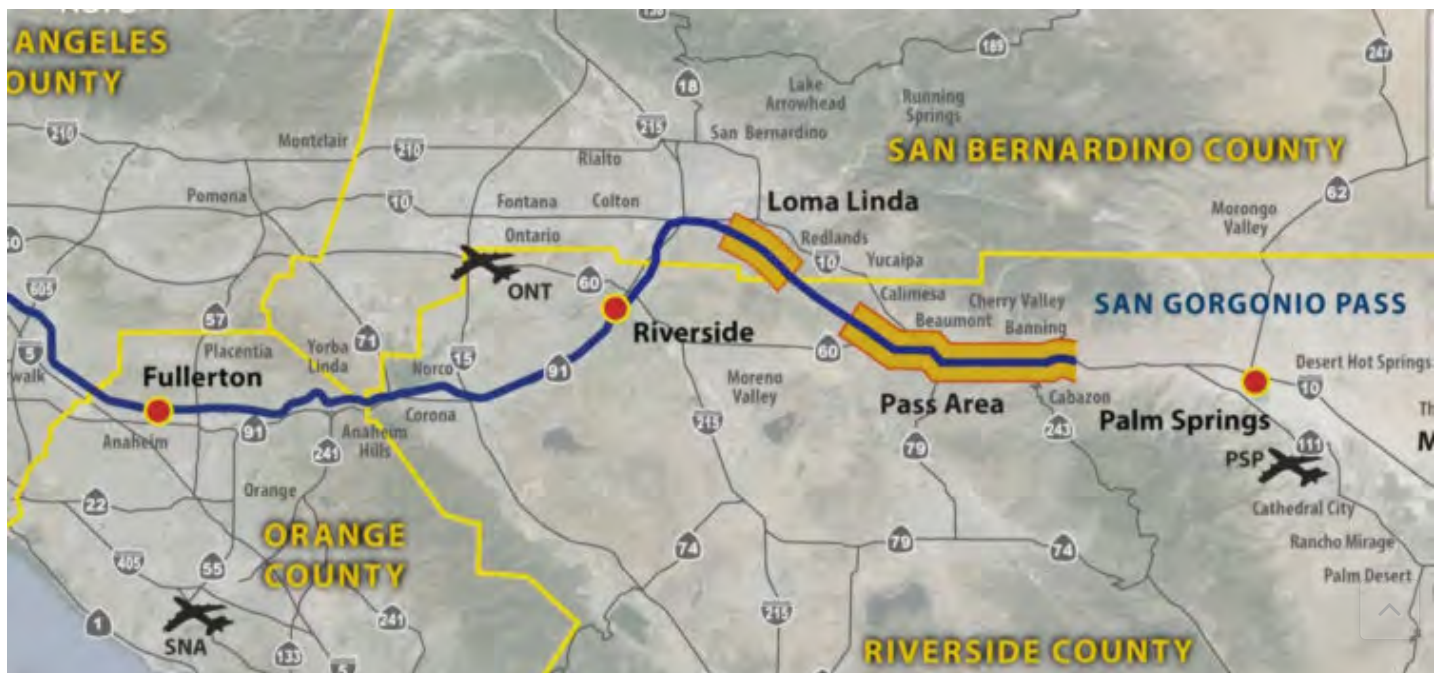 ANGELES
COUNTY
138
189
247
Lake
Arrowhead
Running
Springs
18
210
215
San Bernardino
Montclair
210
Rialto
SAN BERNARDINO COUNTY
Pomona
10
Fontana
Colton
Loma Linda
62
Morongo
Valley
Ontario
Redlands
10
Yucaipa
60
605
ONT
60
Calimesa
Cherry Valley
SAN GORGONIO PASS
Beaumont
Banning
57
71
Riverside
5
Placentia
Yorba
Linda
15
60
walk
Fullerton
Norco
91
Moreno
Valley
Desert Hot Springs
10
Corona
Pass Area
Cabazon
Palm Springs
Th
M
Anaheim
91
Anaheim
Hills
215
243
111
241
79
PSP
Orange
22
Cathedral City
ORANGE
COUNTY
74
79
74
Rancho Mirage
405
55
Palm Desert
1
SNA
241
215
133
5
RIVERSIDE COUNTY